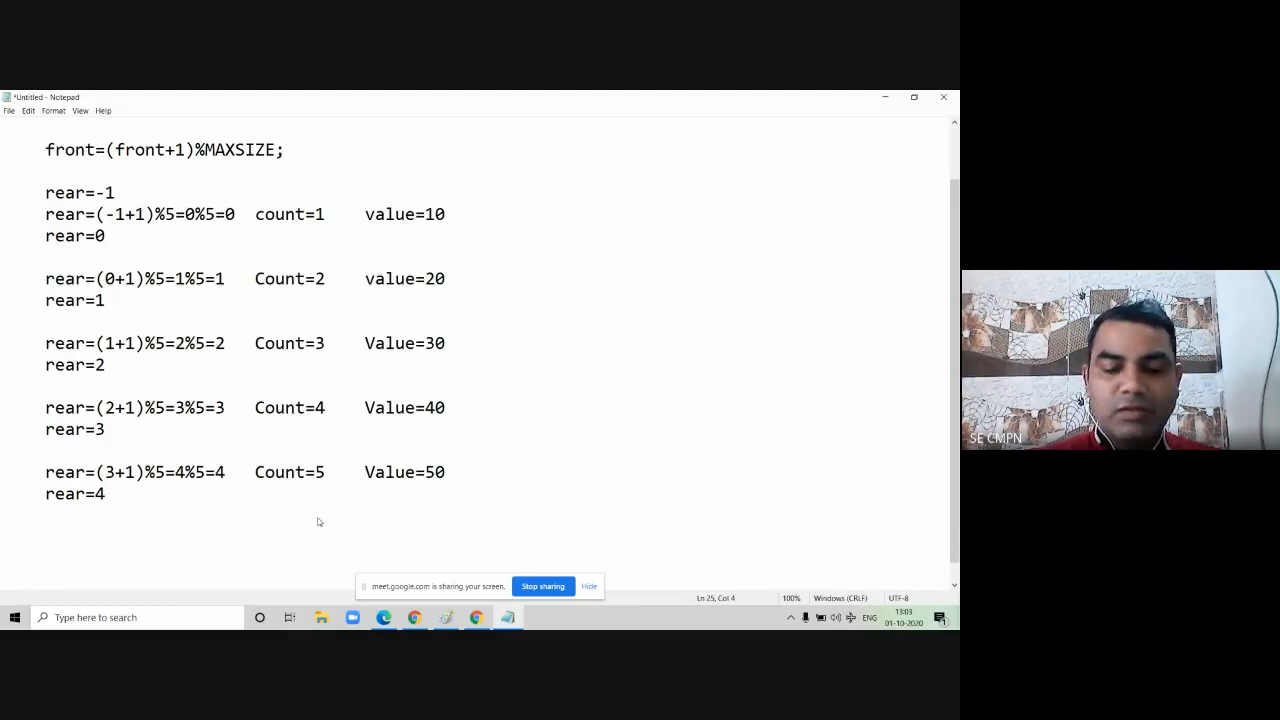 *Untitled - Notepad
File Edit Format View Help
front=(front+1)%MAXSIZE;
rear=-1
rear=(-1+1)%5=0%5=0 count=1 value=10
rear=0
rear=(0+1)%5=1%5=1 Count=2 value=20
rear=1
rear=(1+1)%5=2%5=2 Count=3 Value=30
rear=2
rear=(2+1)%5=3%5=3 Count=4 Value=40
rear=3
SE CMPN
rear=(3+1)%5=4%5=4 Count=5 Value=50
rear=4
meet.google.com is sharing your screen. Stop sharing Hide
Ln 25, Col 4 100% Windows (CRLF) UTF-8
Type here to search ENG 13:03
01-10-2020